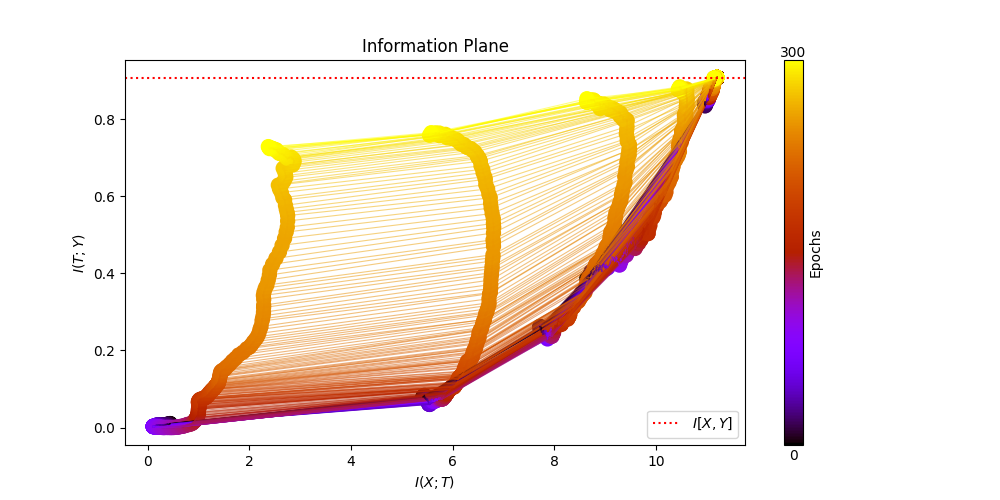 Information Plane
300
0.8
0.6
0.4
0.2
0.0
I(T; Y)
0
2
4
6
8
10
I(X; T)
I[X, Y]
Epochs
0